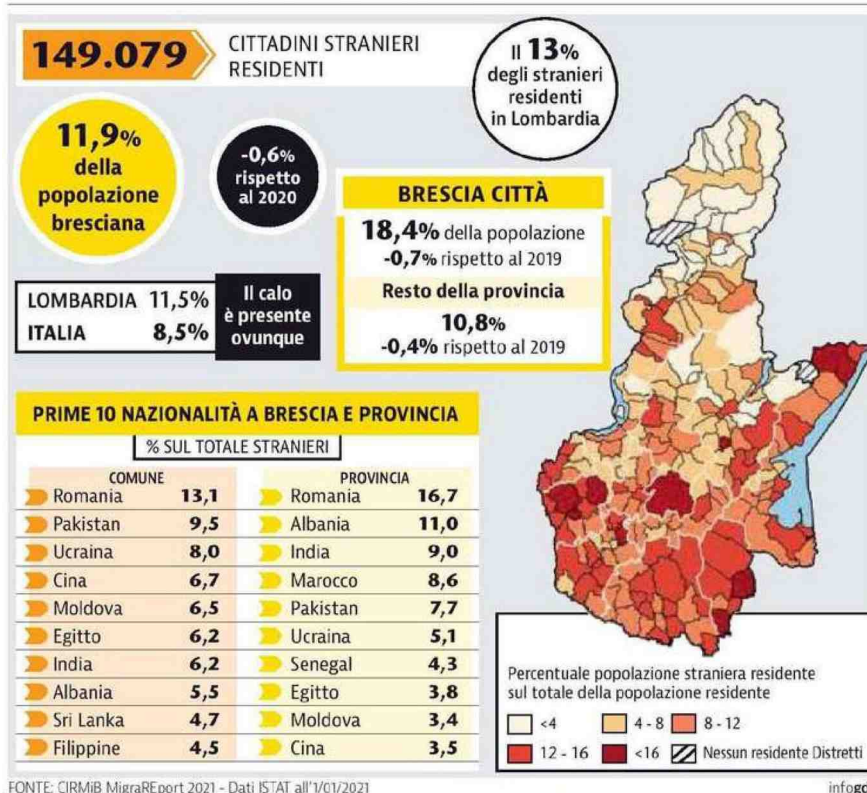 149.079
CITTADINI STRANIERI
RESIDENTI
Il 13%
degli stranieri
residenti
in Lombardia
11,9%
della
popolazione
bresciana
-0,6%
rispetto
al 2020
LOMBARDIA 11,5%
ITALIA 8,5%
Il calo
è presente
ovunque
BRESCIA CITTÀ
18,4% della popolazione
-0,7% rispetto al 2019
Resto della provincia
10,8%
-0,4% rispetto al 2019
PRIME 10 NAZIONALITÀ A BRESCIA E PROVINCIA
% SUL TOTALE STRANIERI
COMUNE
Romania 13,1
Pakistan 9,5
Ucraina 8,0
Cina 6,7
Moldova 6,5
Egitto 6,2
India 6,2
Albania 5,5
Sri Lanka 4,7
Filippine 4,5
PROVINCIA
Romania 16,7
Albania 11,0
India 9,0
Marocco 8,6
Pakistan 7,7
Ucraina 5,1
Senegal 4,3
Egitto 3,8
Moldova 3,4
Cina 3,5
Percentuale popolazione straniera residente
sul totale della popolazione residente
<4 4 - 8 8 - 12
12 - 16 <16 Nessun residente Distretti
FONTE: CIRMiB MigraREport 2021 - Dati ISTAT all'1/01/2021